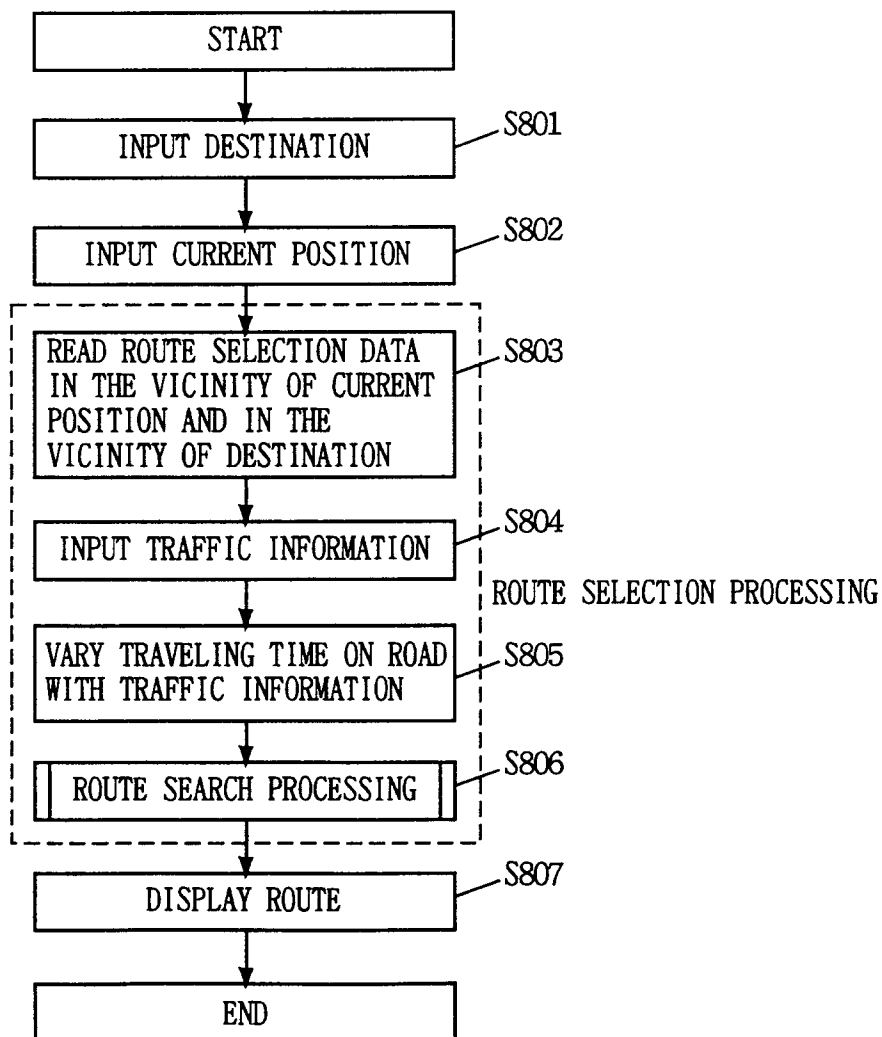 START
INPUT DESTINATION
S801
INPUT CURRENT POSITION
S802
READ ROUTE SELECTION DATA
IN THE VICINITY OF CURRENT
POSITION AND IN THE
VICINITY OF DESTINATION
S803
INPUT TRAFFIC INFORMATION
S804
ROUTE SELECTION PROCESSING
VARY TRAVELING TIME ON ROAD
WITH TRAFFIC INFORMATION
S805
ROUTE SEARCH PROCESSING
S806
DISPLAY ROUTE
S807
END